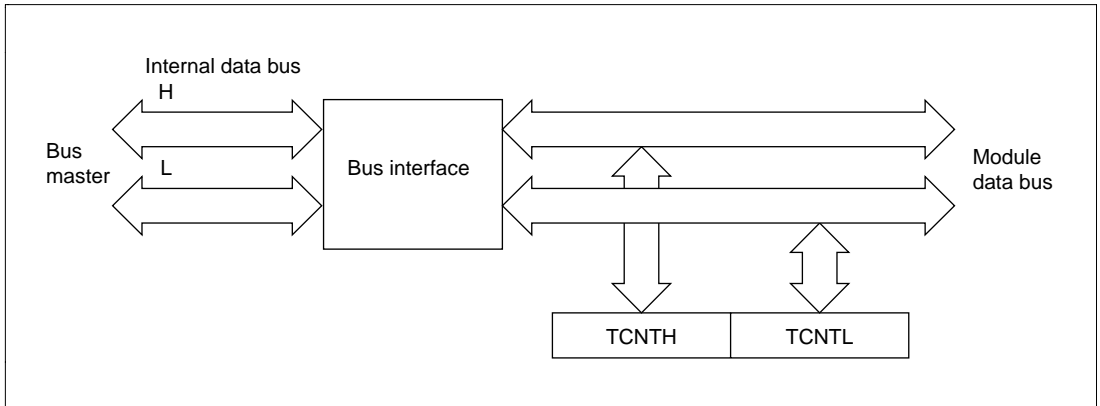 Internal data bus
H
Bus
master
L
Bus interface
Module
data bus
TCNTH
TCNTL